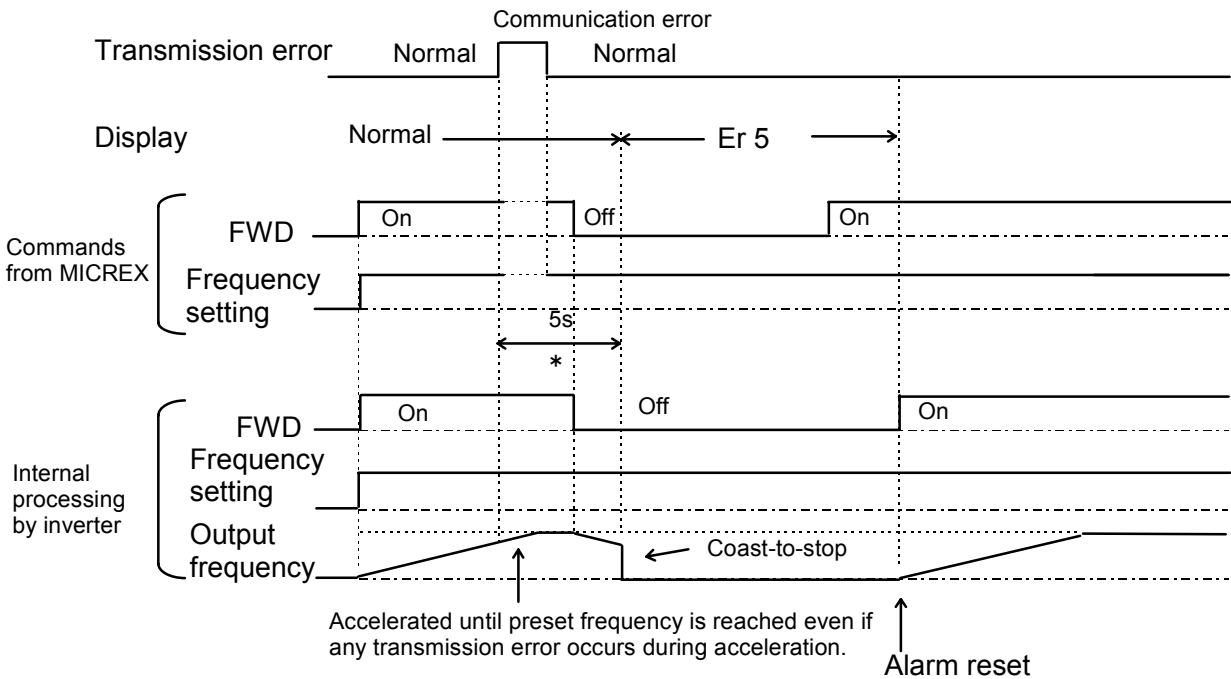 Communication error
Transmission error
Normal
Normal
Display
Normal
Er 5
Commands
from MICREX
FWD
On
Off
On
Frequency
setting
5s
*
Internal
processing
by inverter
FWD
On
Off
On
Frequency
setting
Output
frequency
Coast-to-stop
Accelerated until preset frequency is reached even if
any transmission error occurs during acceleration.
Alarm reset